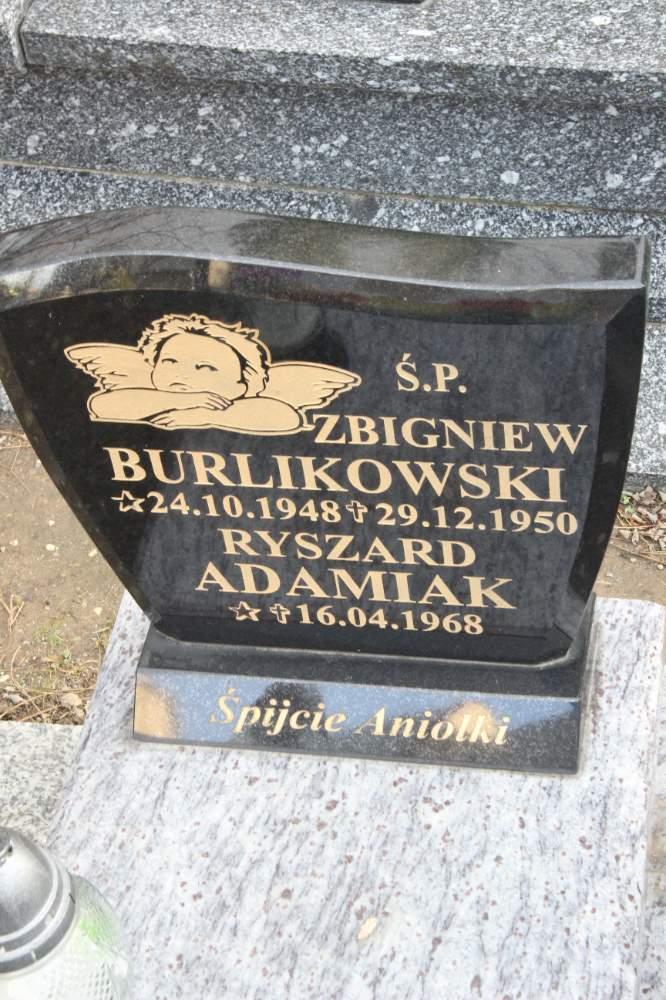 Ś.P.
ZBIGNIEW
BURLIKOWSKI
☆24.10.1948✝29.12.1950
RYSZARD
ADAMIAK
☆✝16.04.1968
Śpijcie Aniołki